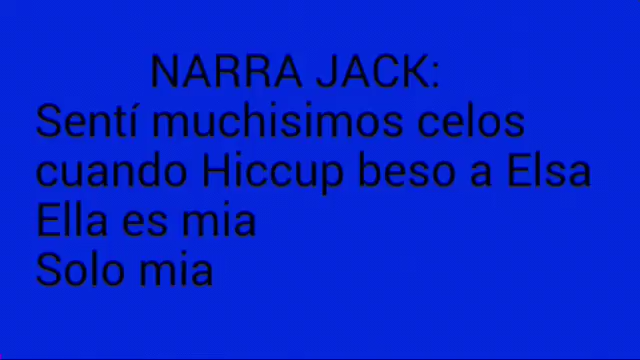 NARRA JACK:
Sentí muchisimos celos
cuando Hiccup beso a Elsa
Ella es mia
Solo mia